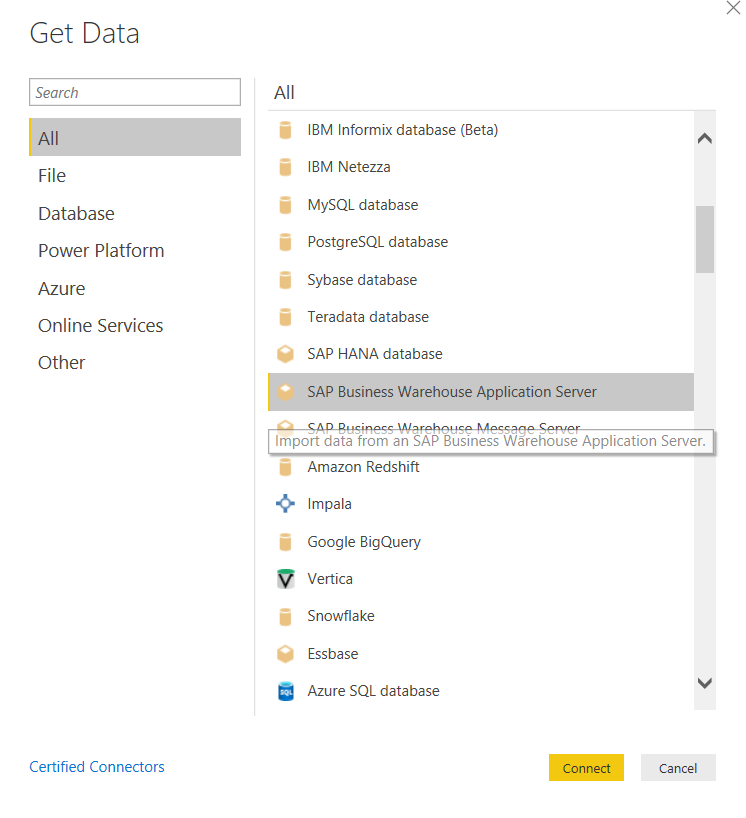 Get Data
Search
All
File
Database
Power Platform
Azure
Online Services
Other
All
IBM Informix database (Beta)
IBM Netezza
MySQL database
PostgreSQL database
Sybase database
Teradata database
SAP HANA database
SAP Business Warehouse Application Server
SAP Business Warehouse Message Server
Import data from an SAP Business Warehouse Application Server.
Amazon Redshift
Impala
Google BigQuery
Vertica
Snowflake
Essbase
SQL
Azure SQL database
Certified Connectors
Connect
Cancel